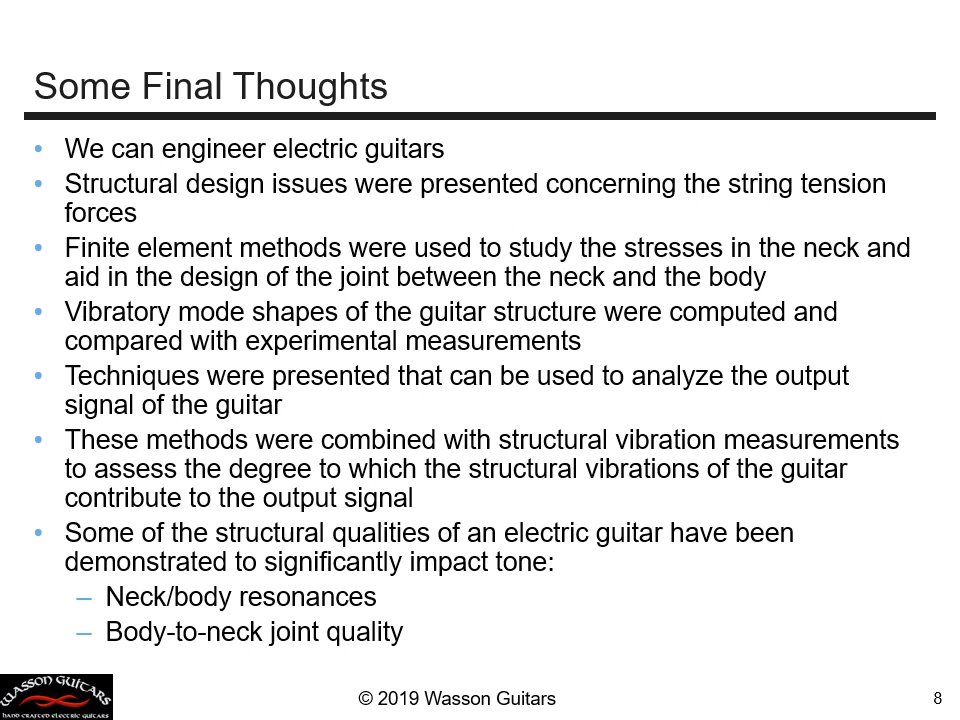 Some Final Thoughts
• We can engineer electric guitars
• Structural design issues were presented concerning the string tension
forces
• Finite element methods were used to study the stresses in the neck and
aid in the design of the joint between the neck and the body
• Vibratory mode shapes of the guitar structure were computed and
compared with experimental measurements
• Techniques were presented that can be used to analyze the output
signal of the guitar
• These methods were combined with structural vibration measurements
to assess the degree to which the structural vibrations of the guitar
contribute to the output signal
• Some of the structural qualities of an electric guitar have been
demonstrated to significantly impact tone:
– Neck/body resonances
– Body-to-neck joint quality
WASSON GUITARS
HAND CRAFTED ELECTRIC GUITARS
© 2019 Wasson Guitars
8